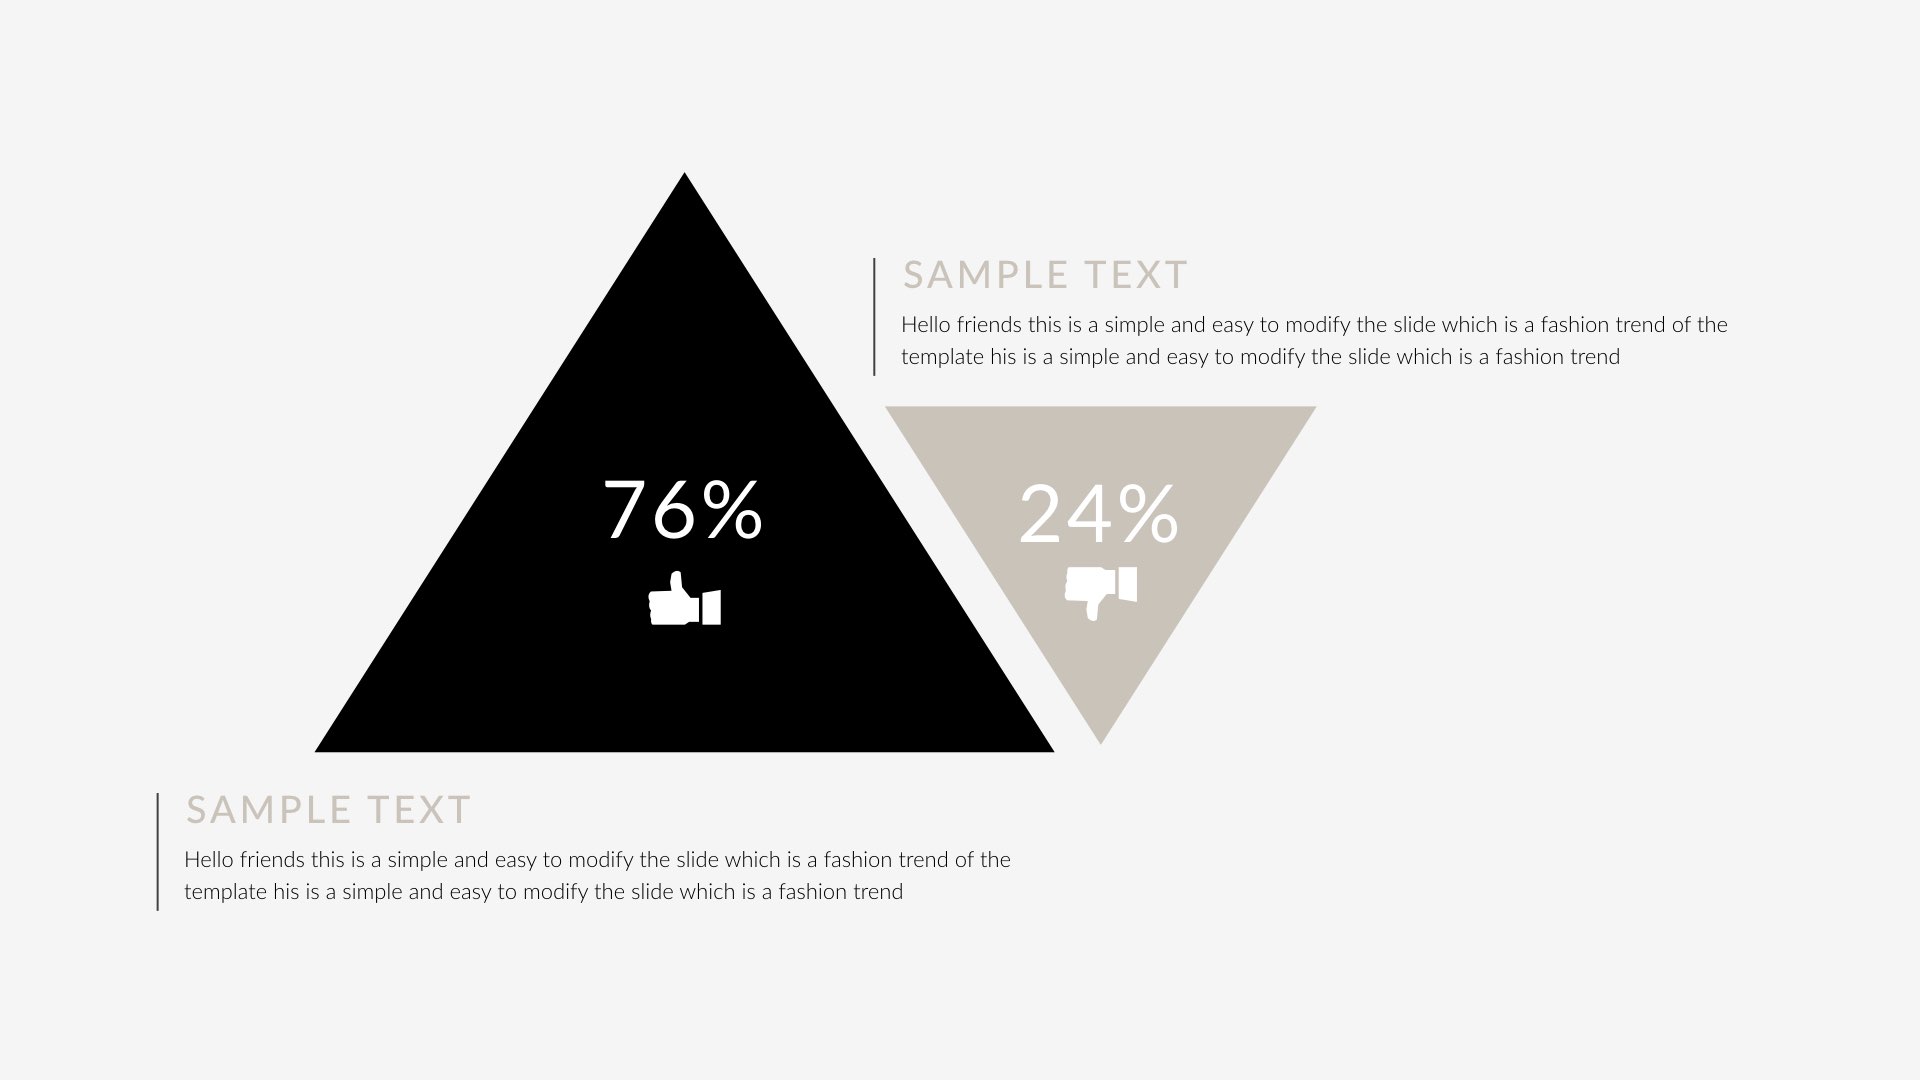 SAMPLE TEXT
Hello friends this is a simple and easy to modify the slide which is a fashion trend of the
template his is a simple and easy to modify the slide which is a fashion trend
76%
24%
SAMPLE TEXT
Hello friends this is a simple and easy to modify the slide which is a fashion trend of the
template his is a simple and easy to modify the slide which is a fashion trend